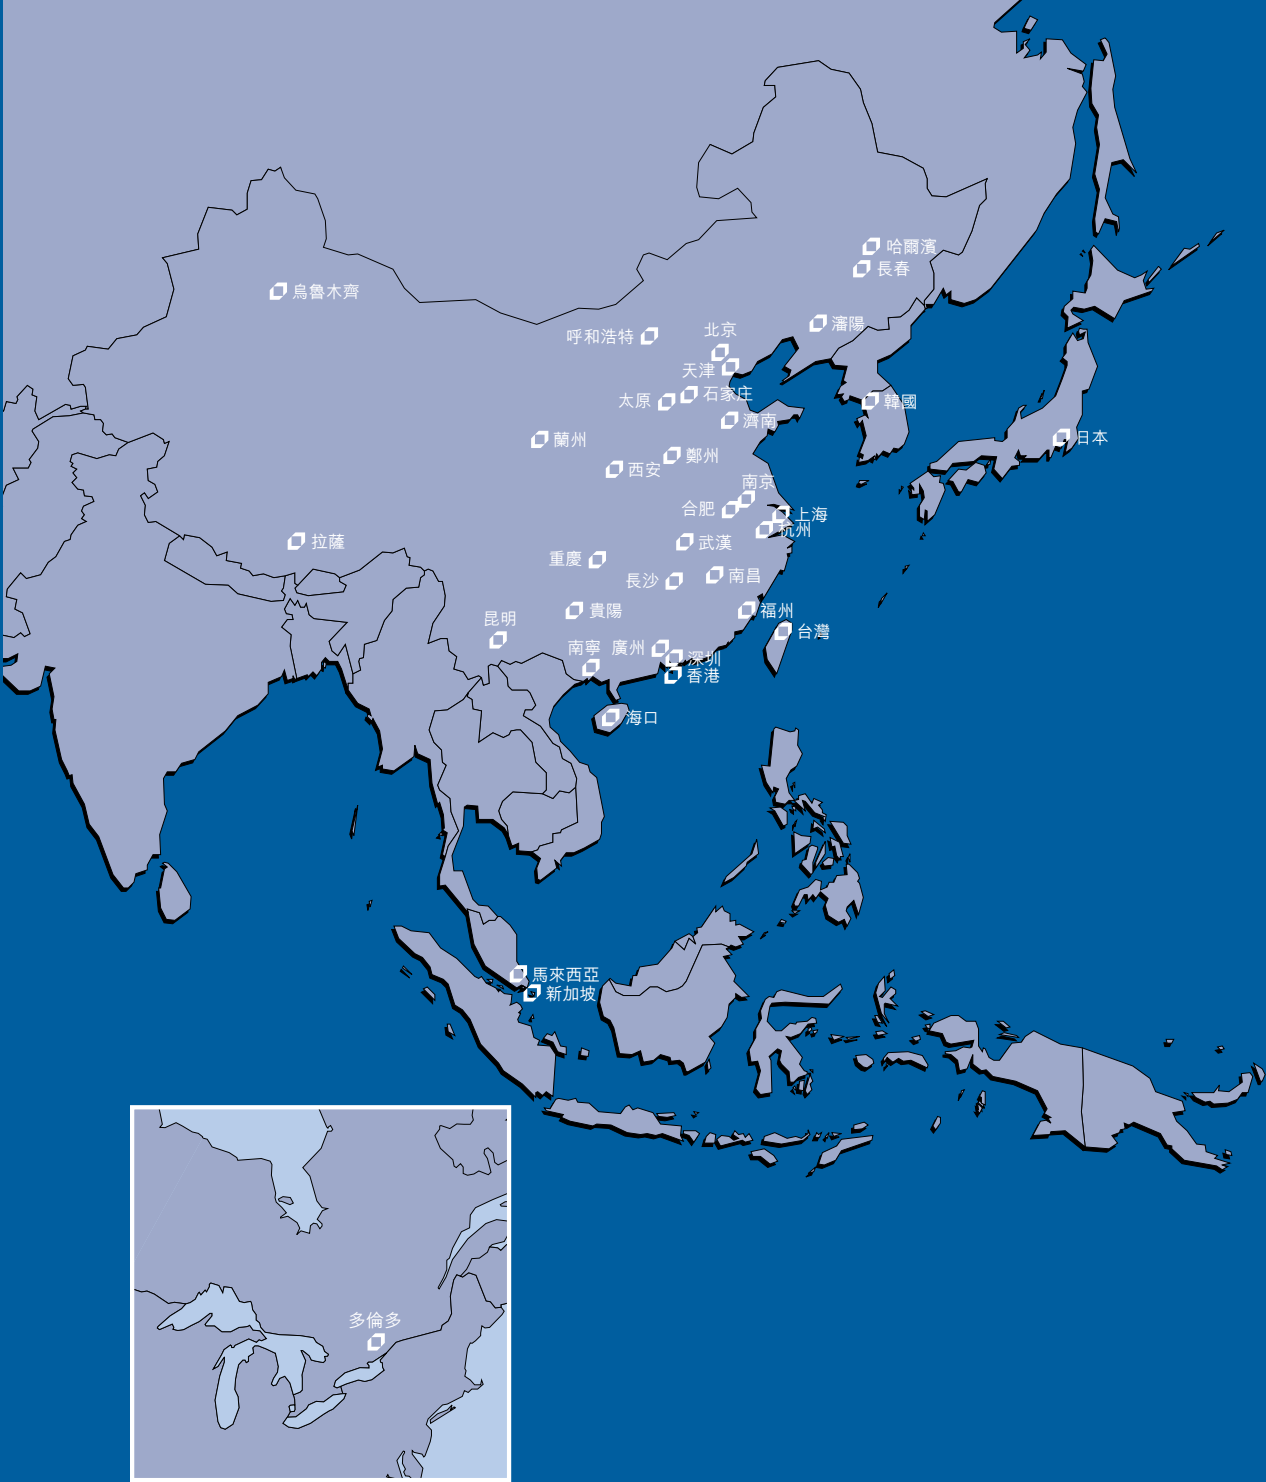 哈爾濱
長春
烏魯木齊
瀋陽
北京
呼和浩特
天津
石家庄
太原
韓國
濟南
日本
蘭州
鄭州
西安
南京
合肥
上海
杭州
拉薩
武漢
重慶
南昌
長沙
貴陽
福州
昆明
台灣
南寧
廣州
深圳
香港
海口
馬來西亞
新加坡
多倫多